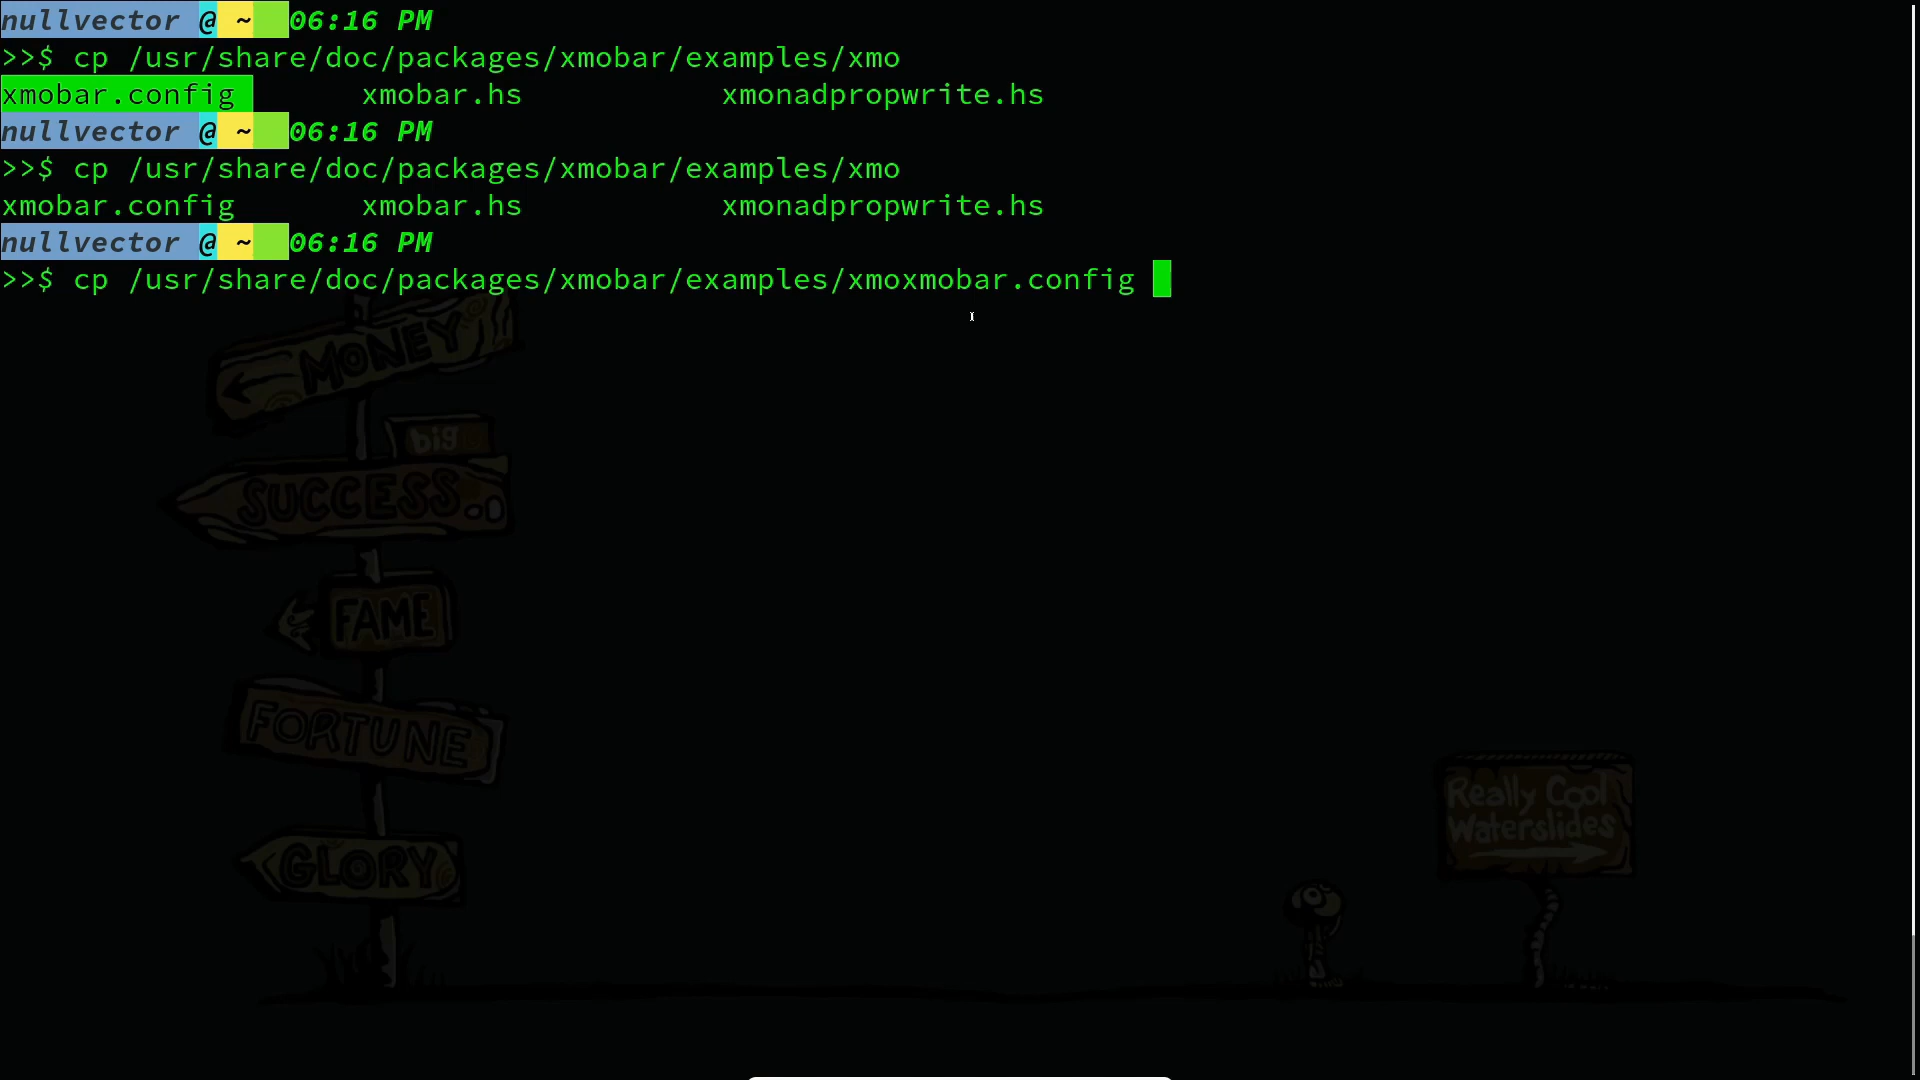 nullvector @ ~ 06:16 PM
>>$ cp /usr/share/doc/packages/xmobar/examples/xmo
xmobar.config xmobar.hs xmonadpropwrite.hs
nullvector @ ~ 06:16 PM
>>$ cp /usr/share/doc/packages/xmobar/examples/xmo
xmobar.config xmobar.hs xmonadpropwrite.hs
nullvector @ ~ 06:16 PM
>>$ cp /usr/share/doc/packages/xmobar/examples/xmoxmobar.config
MONEY
big
SUCCESS
FAME
FORTUNE
GLORY
Really Cool
Waterslides